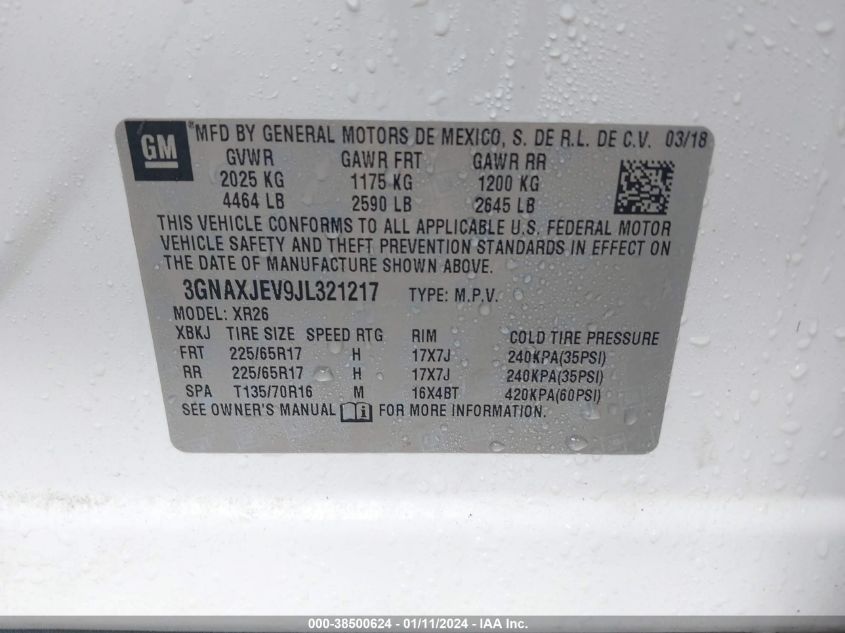 GM
MFD BY GENERAL MOTORS DE MEXICO, S. DE R.L. DE C.V. 03/18
GVWR GAWR FRT GAWR RR
2025 KG 1175 KG 1200 KG
4464 LB 2590 LB 2645 LB
THIS VEHICLE CONFORMS TO ALL APPLICABLE U.S. FEDERAL MOTOR
VEHICLE SAFETY AND THEFT PREVENTION STANDARDS IN EFFECT ON
THE DATE OF MANUFACTURE SHOWN ABOVE.
3GNAXJEV9JL321217 TYPE: M.P.V.
MODEL: XR26
XBKJ TIRE SIZE SPEED RTG RIM COLD TIRE PRESSURE
FRT 225/65R17 H 17X7J 240KPA(35PSI)
RR 225/65R17 H 17X7J 240KPA(35PSI)
SPA T135/70R16 M 16X4BT 420KPA(60PSI)
SEE OWNER'S MANUAL FOR MORE INFORMATION.
000-38500624 - 01/11/2024 - IAA Inc.